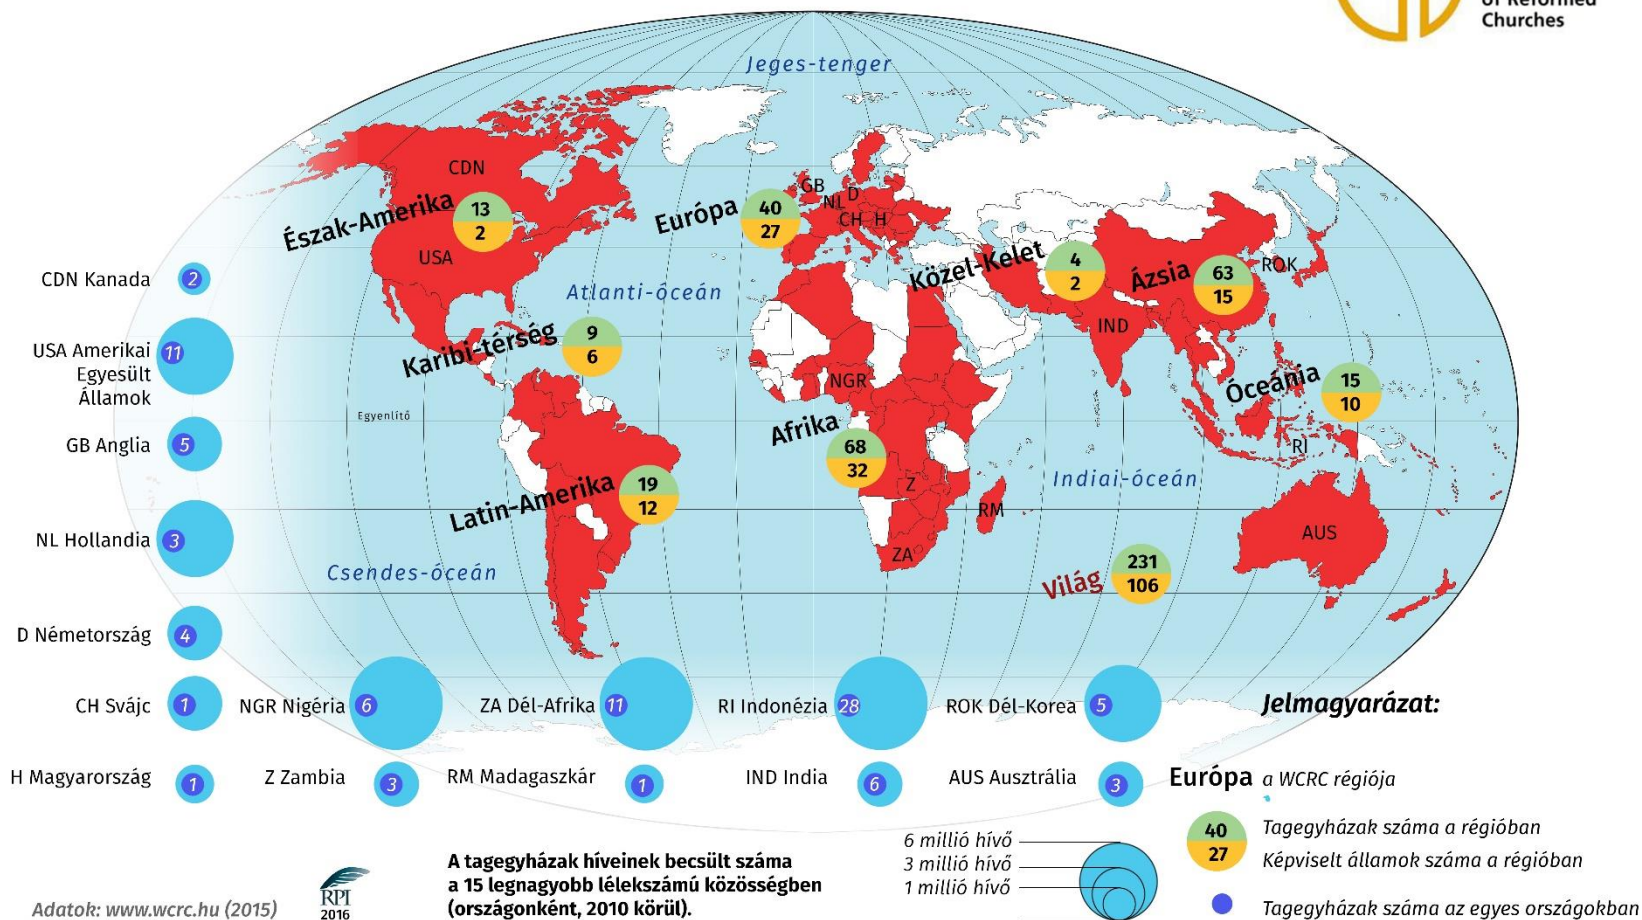 of Reformed
Churches
Jeges-tenger
CDN
Észak-Amerika
13
2
USA
Európa
40
27
GB
NL
D
CH
H
Közel-Kelet
4
2
Ázsia
63
15
ROK
IND
Atlanti-óceán
Karibi-térség
9
6
Egyenlítő
NGR
Afrika
68
32
Z
RM
ZA
Óceánia
15
10
RI
Indiai-óceán
AUS
Latin-Amerika
19
12
Csendes-óceán
Világ
231
106
CDN Kanada
2
USA Amerikai
Egyesült
Államok
11
GB Anglia
5
NL Hollandia
3
D Németország
4
CH Svájc
1
NGR Nigéria
6
ZA Dél-Afrika
11
RI Indonézia
28
ROK Dél-Korea
5
H Magyarország
1
Z Zambia
3
RM Madagaszkár
1
IND India
6
AUS Ausztrália
3
Jelmagyarázat:
Európa a WCRC régiója
40
27
Tagegyházak száma a régióban
Képviselt államok száma a régióban
Tagegyházak száma az egyes országokban
6 millió hívő
3 millió hívő
1 millió hívő
A tagegyházak híveinek becsült száma
a 15 legnagyobb lélekszámú közösségben
(országonként, 2010 körül).
RPI
2016
Adatok: www.wcrc.hu (2015)